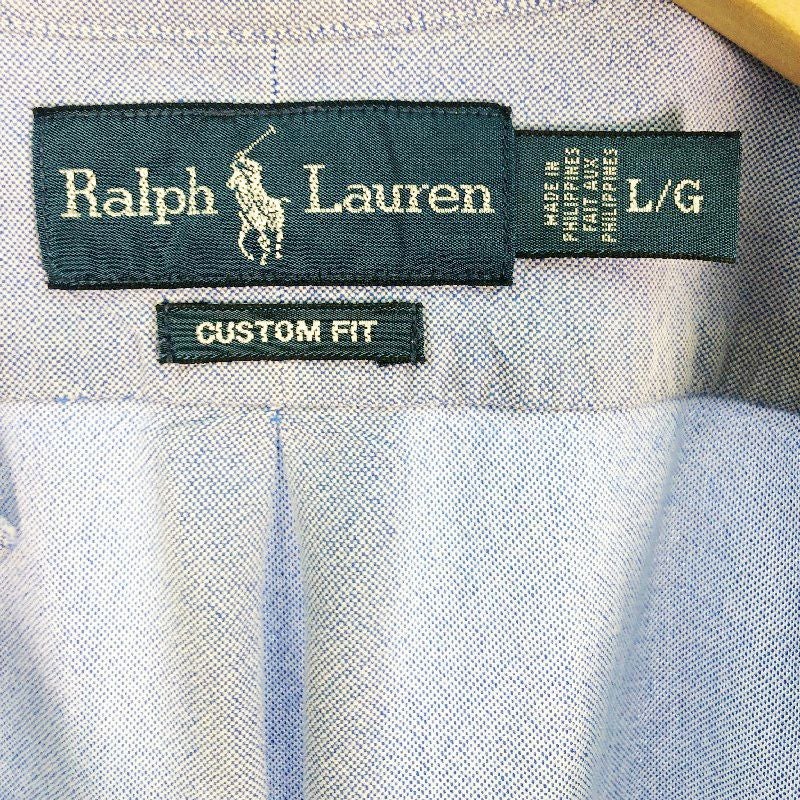 Ralph Lauren
MADE IN
PHILIPPINES
FAIT AUX
PHILIPPINES
L/G
CUSTOM FIT